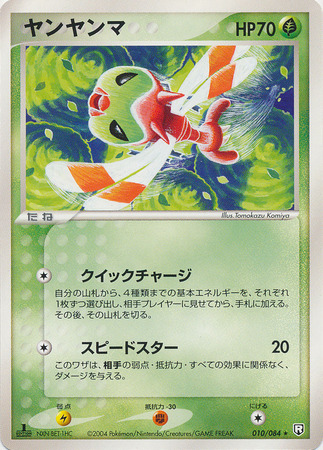 ヤンヤンマ HP70
たね
Illus.Tomokazu Komiya
クイックチャージ
自分の山札から、4種類までの基本エネルギーを、それぞれ
1枚ずつ選び出し、相手プレイヤーに見せてから、手札に加える。
その後、その山札を切る。
スピードスター 20
このワザは、相手の弱点・抵抗力・すべての効果に関係なく、
ダメージを与える。
弱点 抵抗力 -30 にげる
©2004 Pokémon/Nintendo/Creatures/GAME FREAK. 010/084 ★